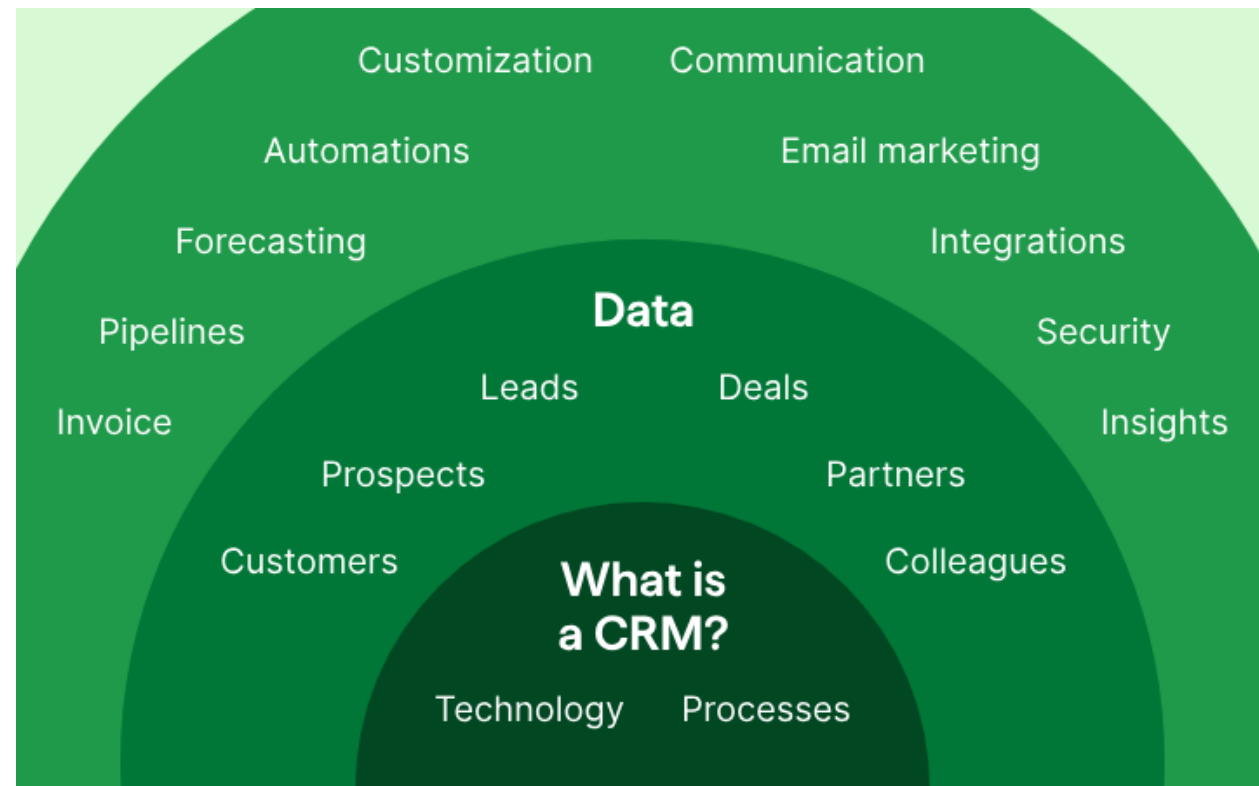 Customization Communication
Automations Email marketing
Forecasting Integrations
Data
Pipelines Security
Leads Deals
Invoice Insights
Prospects Partners
Customers Colleagues
What is
a CRM?
Technology Processes